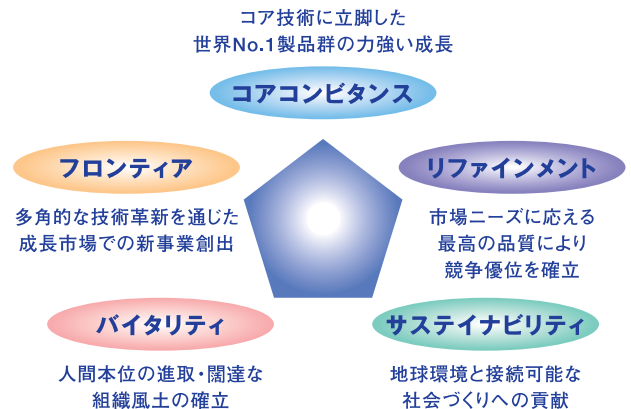 コア技術に立脚した
世界No.1製品群の力強い成長
コアコンピタンス
フロンティア
多角的な技術革新を通じた
成長市場での新事業創出
リファインメント
市場ニーズに応える
最高の品質により
競争優位を確立
バイタリティ
人間本位の進取・闊達な
組織風土の確立
サステイナビリティ
地球環境と接続可能な
社会づくりへの貢献